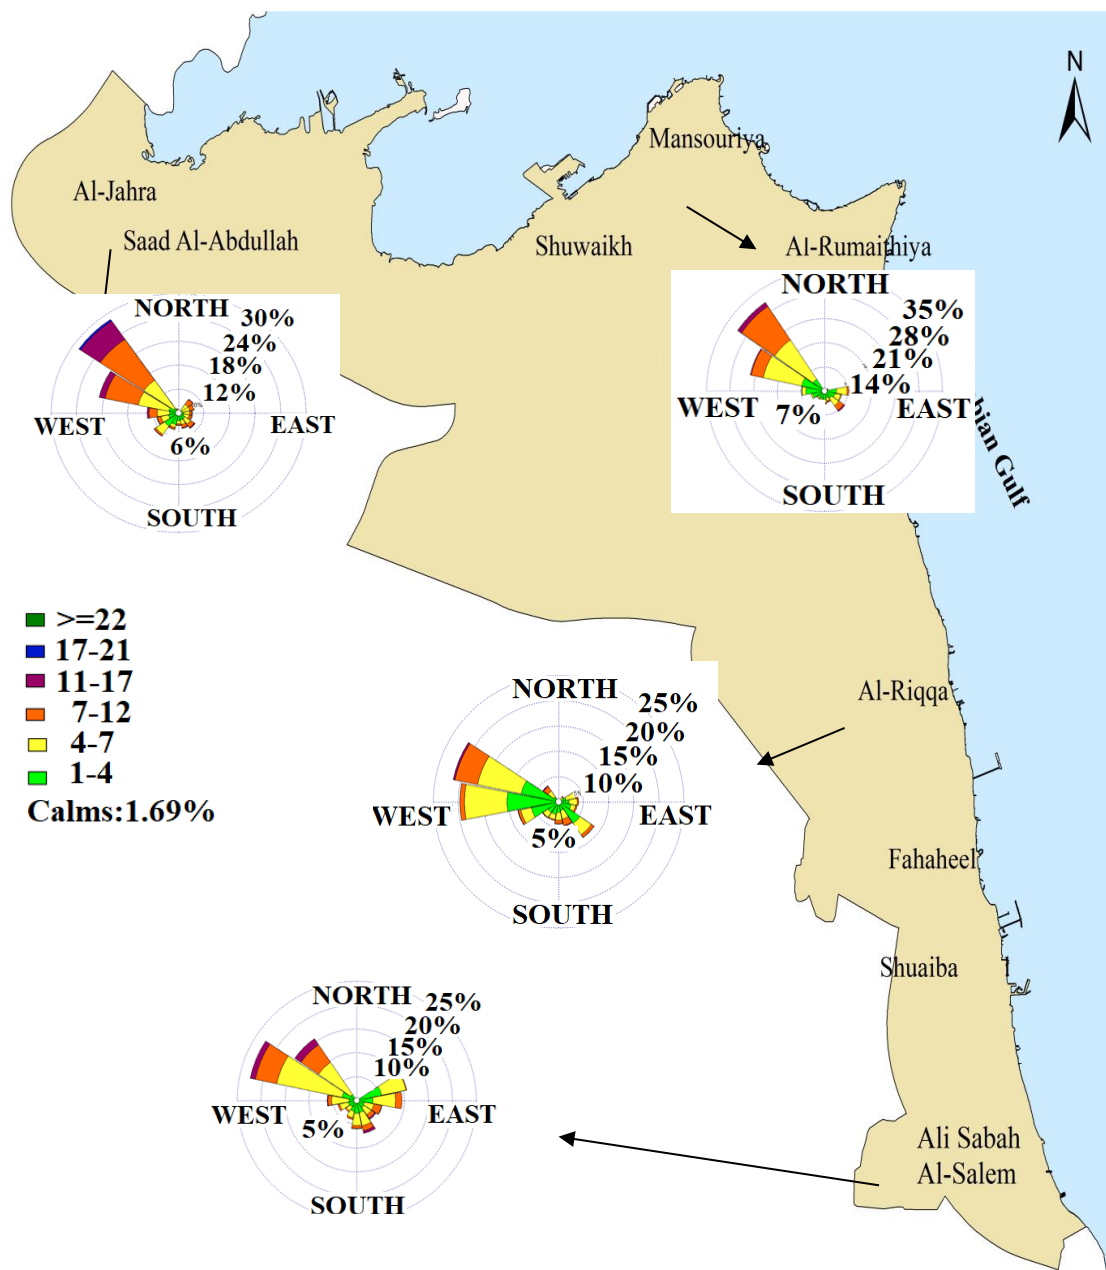 N
Mansouriya
Al-Jahra
Saad Al-Abdullah
Shuwaikh
Al-Rumaithiya
NORTH
30%
24%
18%
12%
WEST
EAST
6%
SOUTH
NORTH
35%
28%
21%
14%
WEST
EAST
7%
SOUTH
bian Gulf
>=22
17-21
11-17
7-12
4-7
1-4
Calms:1.69%
Al-Riqqa
NORTH
25%
20%
15%
10%
WEST
EAST
5%
SOUTH
Fahaheel
Shuaiba
NORTH
25%
20%
15%
10%
WEST
EAST
5%
SOUTH
Ali Sabah
Al-Salem